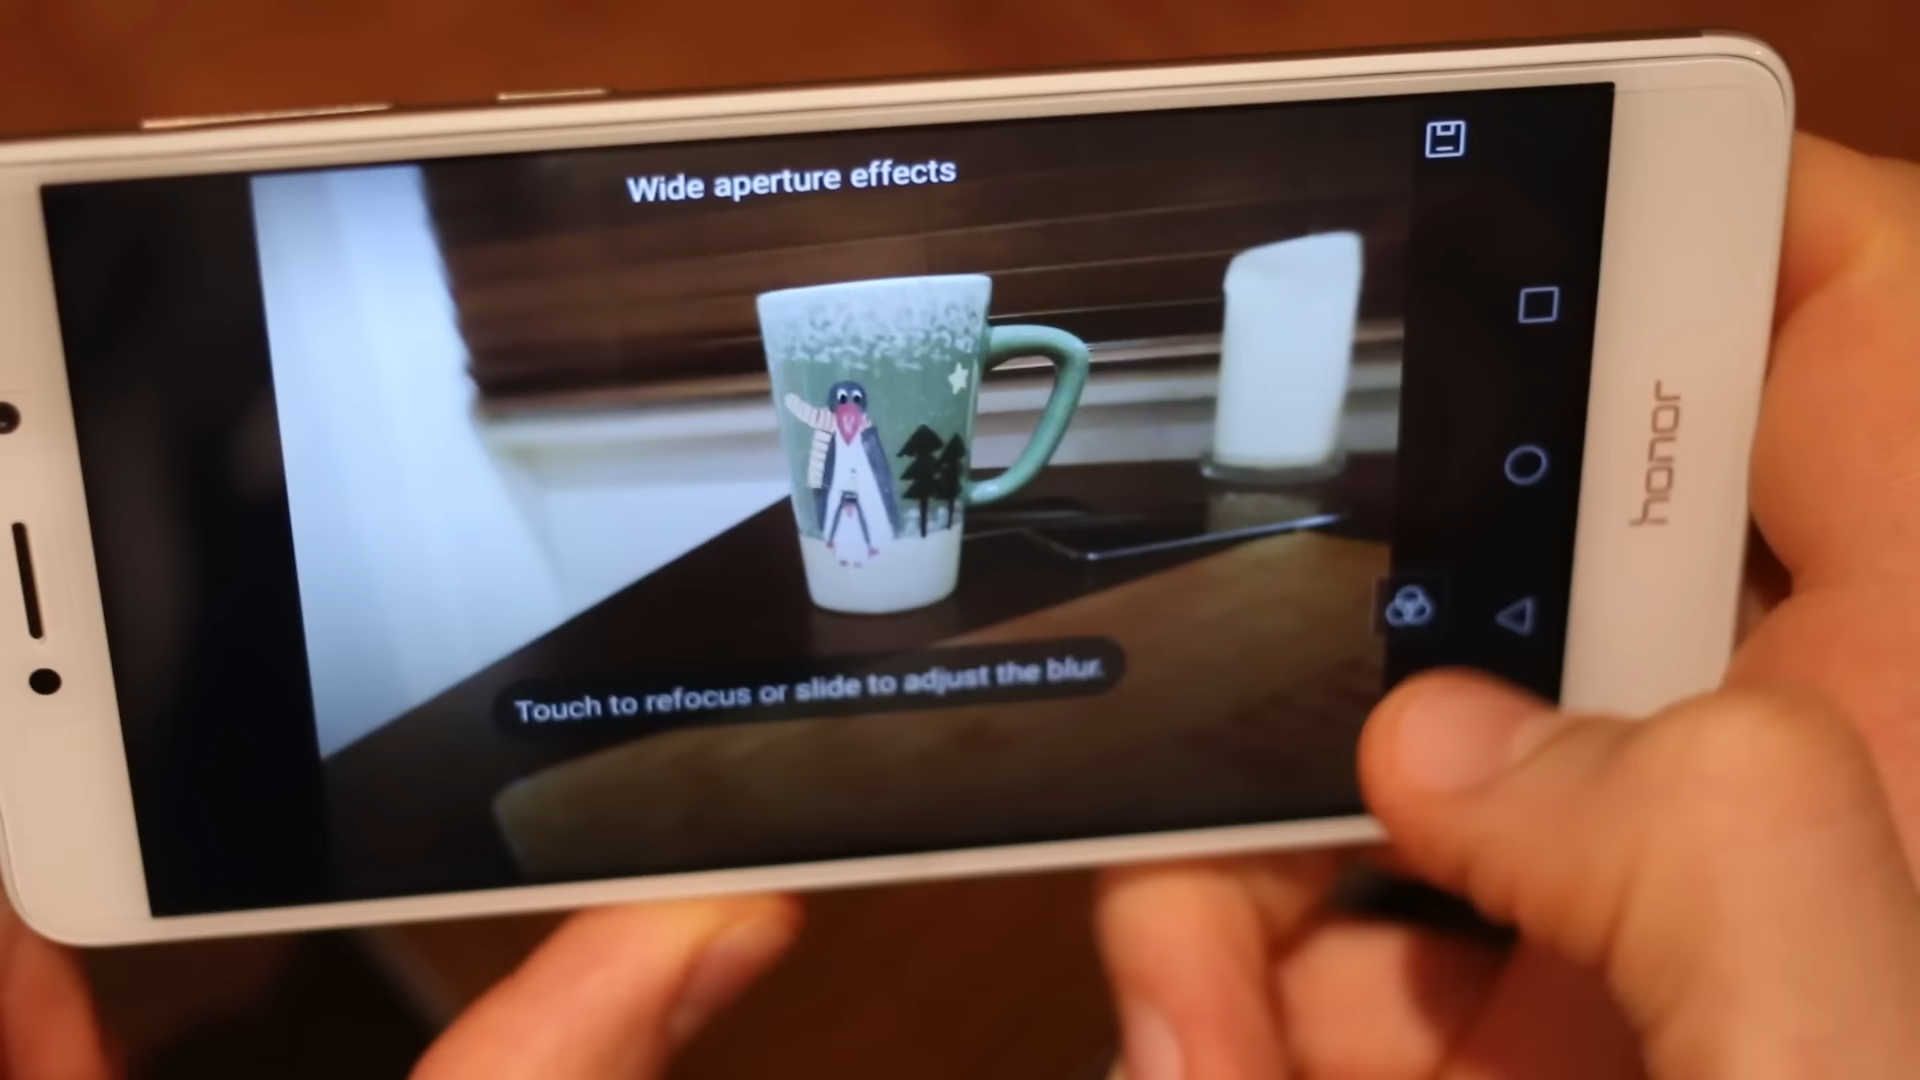 Wide aperture effects
Touch to refocus or slide to adjust the blur.
honor